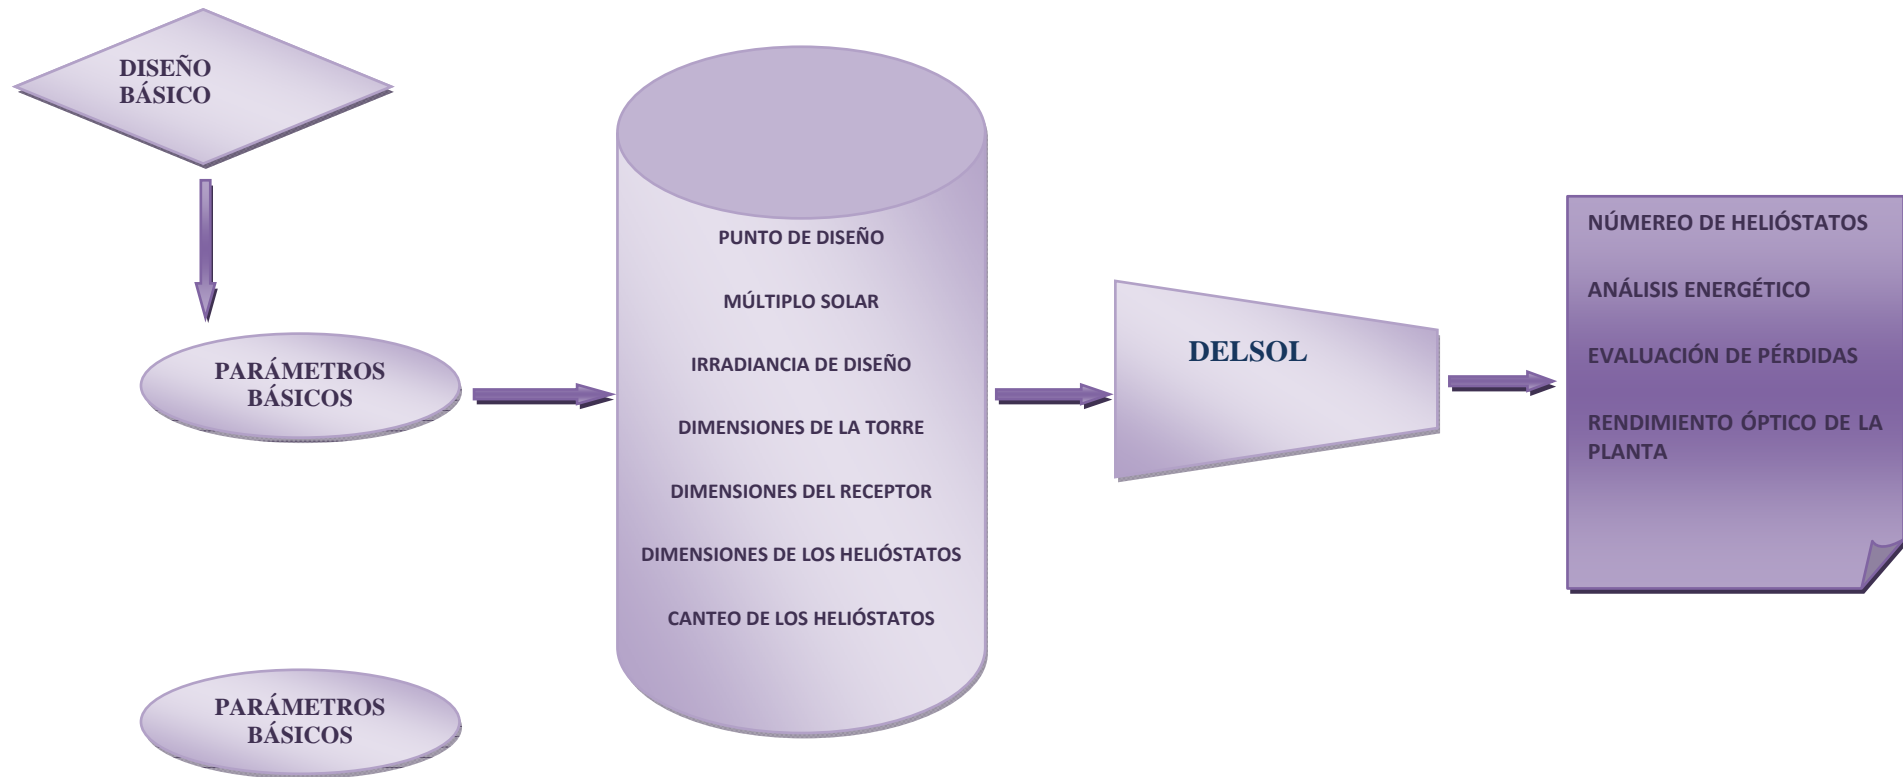 DISEÑO
BÁSICO
PARÁMETROS
BÁSICOS
PUNTO DE DISEÑO
MÚLTIPLO SOLAR
IRRADIANCIA DE DISEÑO
DIMENSIONES DE LA TORRE
DIMENSIONES DEL RECEPTOR
DIMENSIONES DE LOS HELIÓSTATOS
CANTEO DE LOS HELIÓSTATOS
DELSOL
NÚMEREO DE HELIÓSTATOS
ANÁLISIS ENERGÉTICO
EVALUACIÓN DE PÉRDIDAS
RENDIMIENTO ÓPTICO DE LA
PLANTA
PARÁMETROS
BÁSICOS